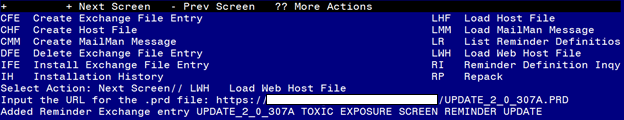 + + Next Screen - Prev Screen ?? More Actions
CFE Create Exchange File Entry LHF Load Host File
CHF Create Host File LMM Load MailMan Message
CMM Create MailMan Message LR List Reminder Definitios
DFE Delete Exchange File Entry LWH Load Web Host File
IFE Install Exchange File Entry RI Reminder Definition Inqy
IH Installation History RP Repack
Select Action: Next Screen// LWH Load Web Host File
Input the URL for the .prd file: https:// /UPDATE_2_0_307A.PRD
Added Reminder Exchange entry UPDATE_2_0_307A TOXIC EXPOSURE SCREEN REMINDER UPDATE